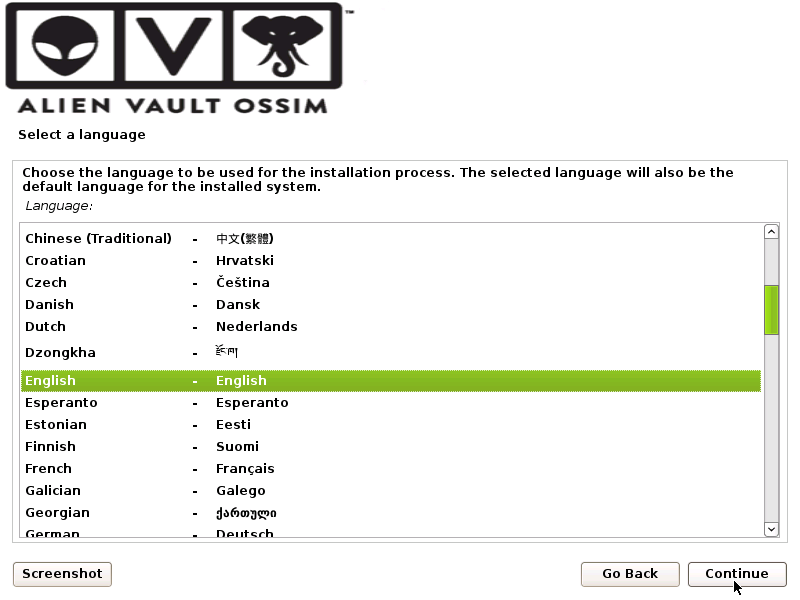 ™
ALIEN VAULT OSSIM
Select a language
Choose the language to be used for the installation process. The selected language will also be the
default language for the installed system.
Language:
Chinese (Traditional) - 中文(繁體)
Croatian - Hrvatski
Czech - Čeština
Danish - Dansk
Dutch - Nederlands
Dzongkha - རྫོང་ཁ།
English - English
Esperanto - Esperanto
Estonian - Eesti
Finnish - Suomi
French - Français
Galician - Galego
Georgian - ქართული
German - Deutsch
Screenshot Go Back Continue